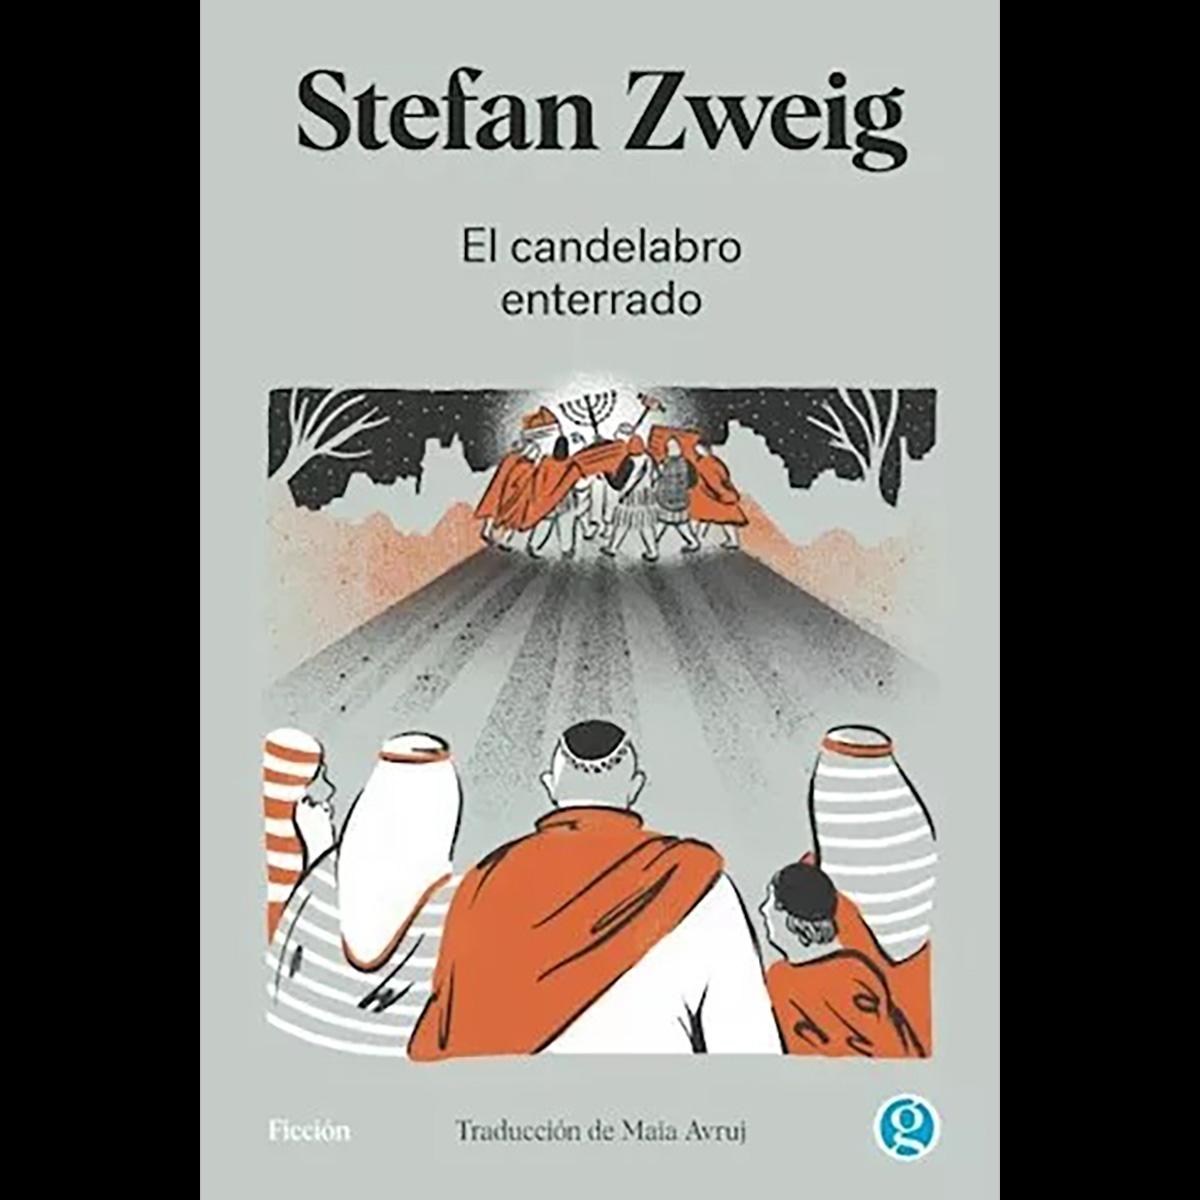 Stefan Zweig
El candelabro
enterrado
Ficción
Traducción de Maia Avruj
g